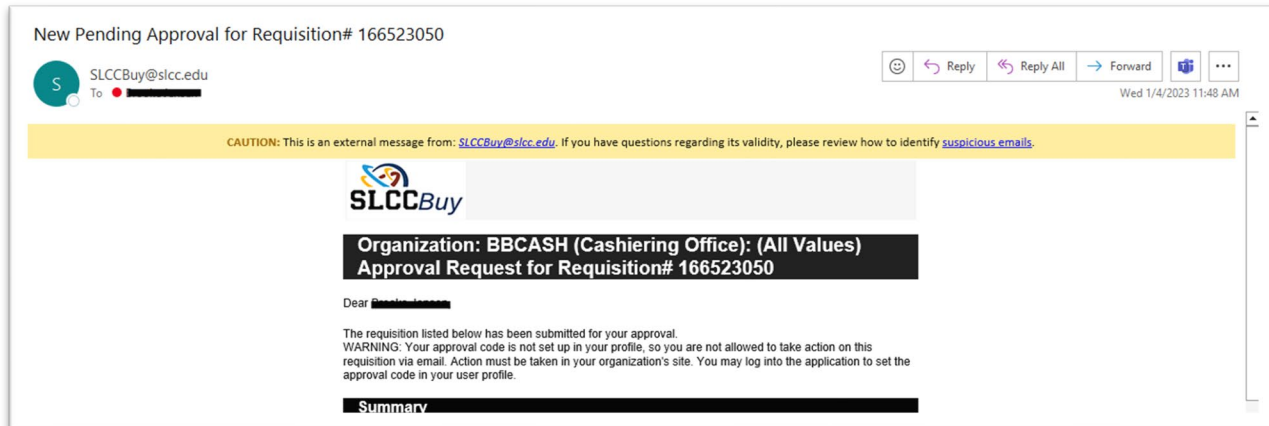 New Pending Approval for Requisition# 166523050
S
SLCCBuy@slcc.edu
To
Reply
Reply All
Forward
Wed 1/4/2023 11:48 AM
CAUTION: This is an external message from: SLCCBuy@slcc.edu. If you have questions regarding its validity, please review how to identify suspicious emails.
SLCCBuy
Organization: BBCASH (Cashiering Office): (All Values)
Approval Request for Requisition# 166523050
Dear
The requisition listed below has been submitted for your approval.
WARNING: Your approval code is not set up in your profile, so you are not allowed to take action on this
requisition via email. Action must be taken in your organization's site. You may log into the application to set the
approval code in your user profile.
Summary